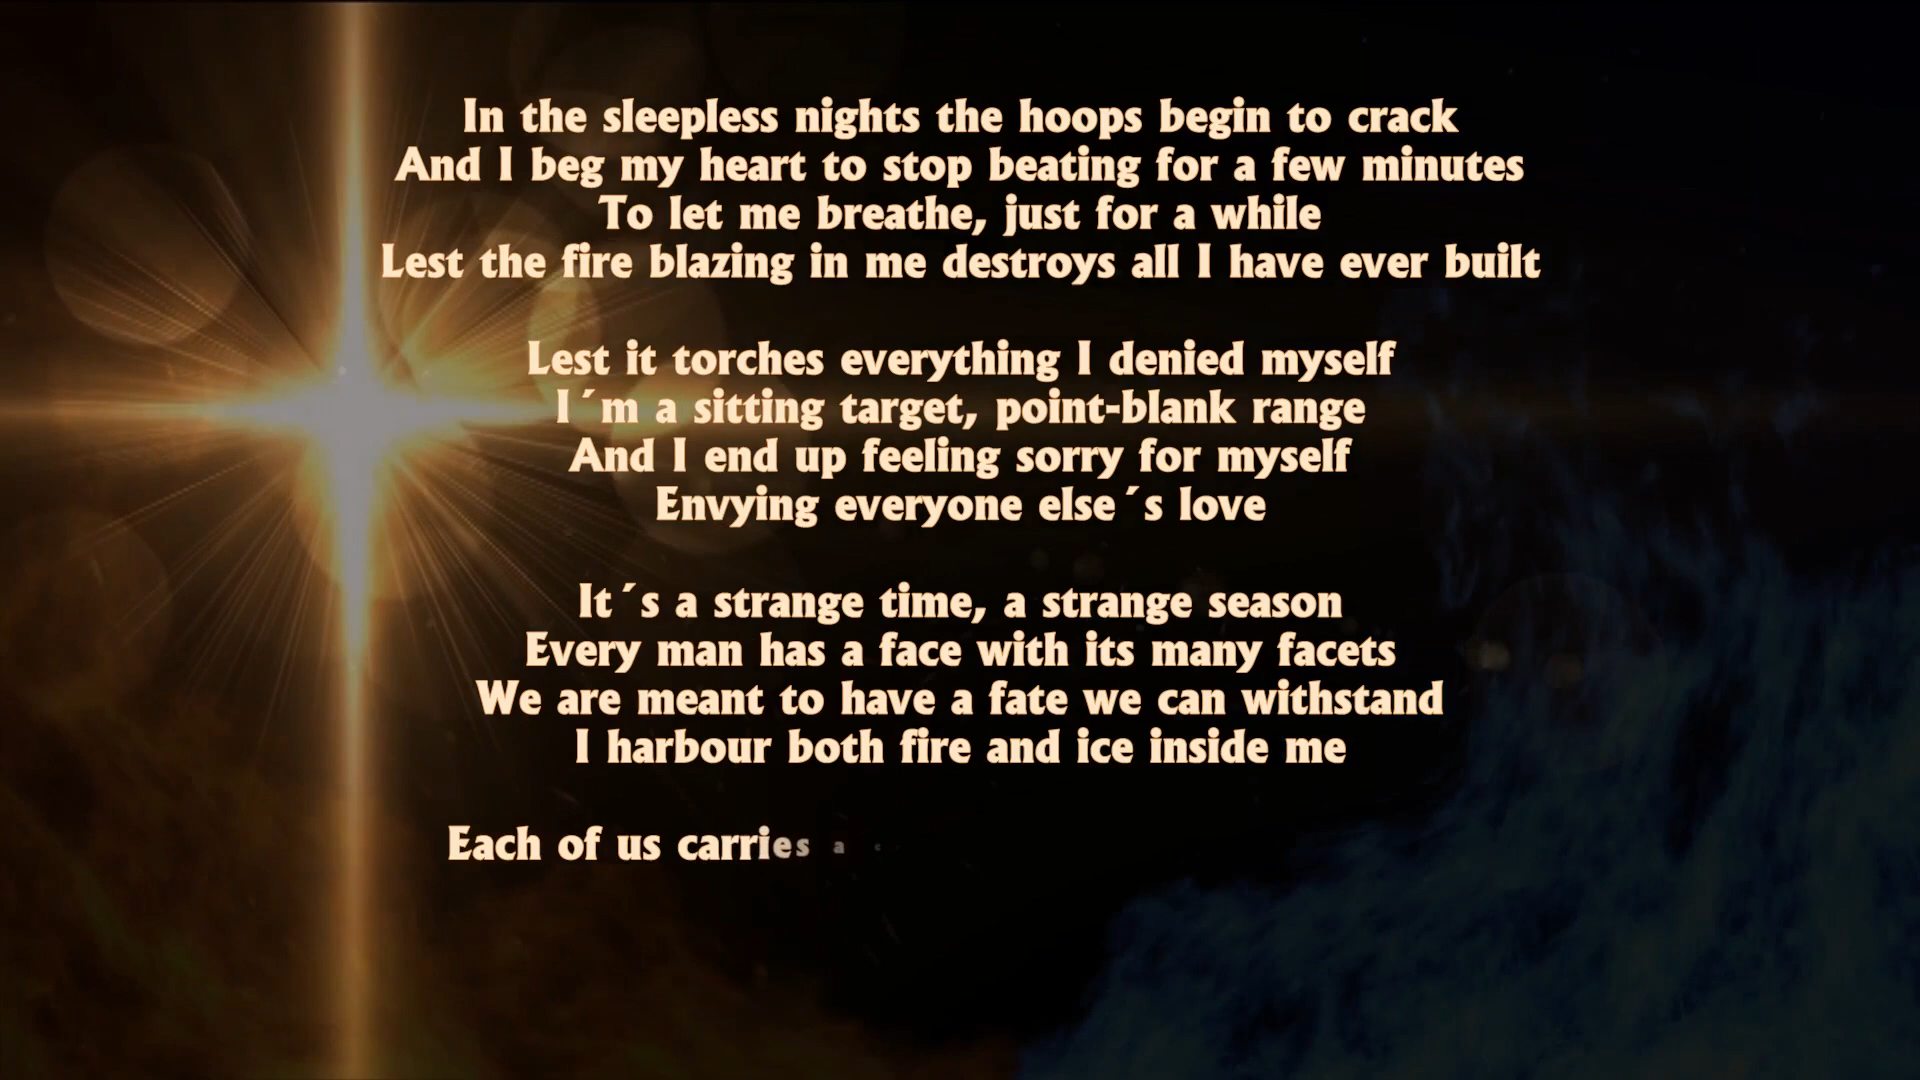 In the sleepless nights the hoops begin to crack
And I beg my heart to stop beating for a few minutes
To let me breathe, just for a while
Lest the fire blazing in me destroys all I have ever built
Lest it torches everything I denied myself
I´m a sitting target, point-blank range
And I end up feeling sorry for myself
Envying everyone else´s love
It´s a strange time, a strange season
Every man has a face with its many facets
We are meant to have a fate we can withstand
I harbour both fire and ice inside me
Each of us carries a